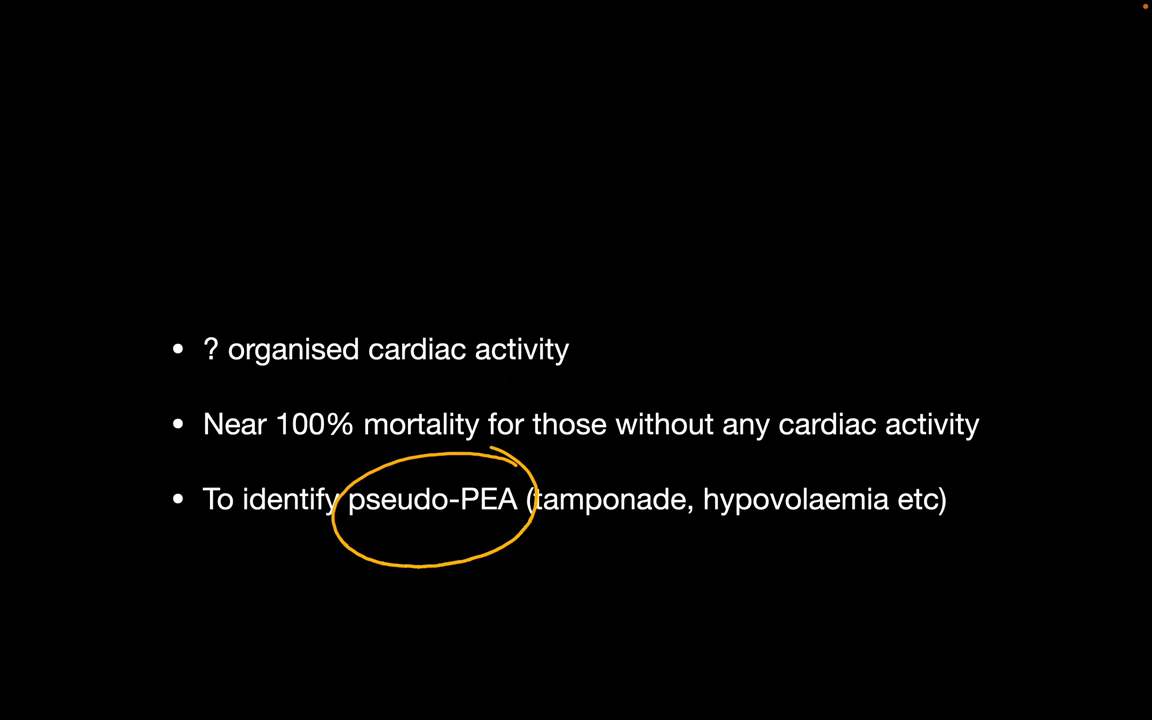 • ? organised cardiac activity
• Near 100% mortality for those without any cardiac activity
• To identify pseudo-PEA (tamponade, hypovolaemia etc)